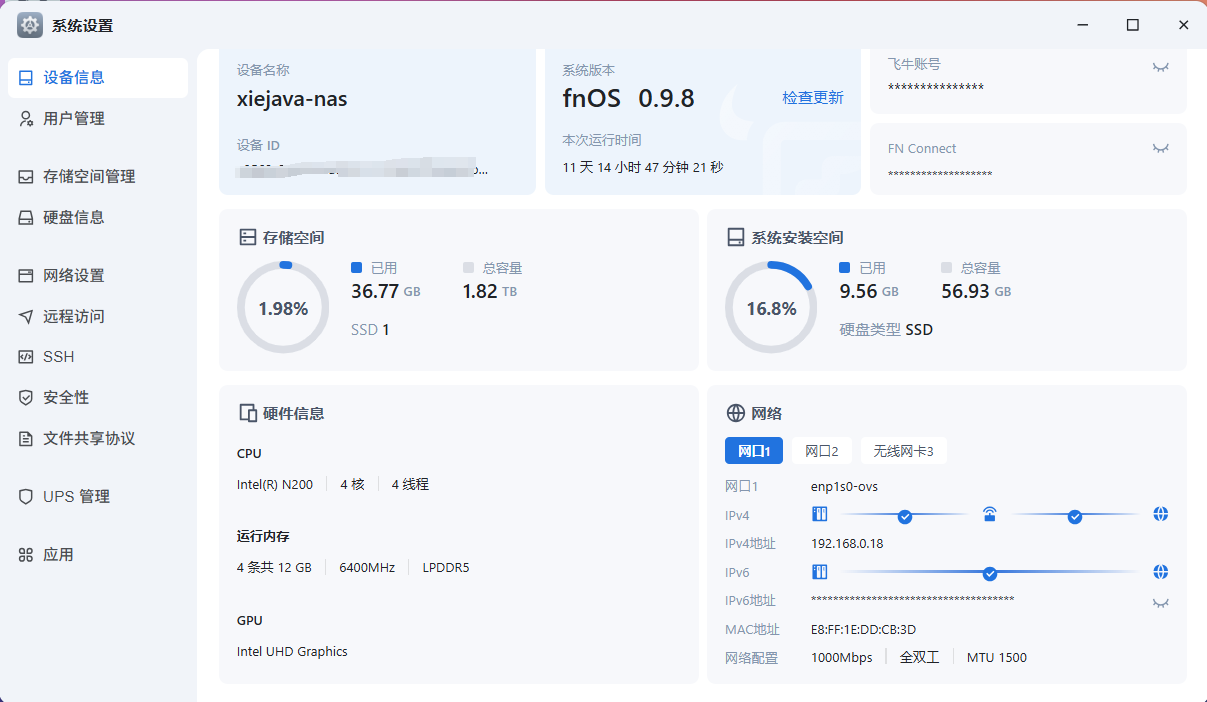 系统设置
设备信息
用户管理
存储空间管理
硬盘信息
网络设置
远程访问
SSH
安全性
文件共享协议
UPS 管理
应用
设备名称
xiejava-nas
设备 ID
系统版本
fnOS 0.9.8
检查更新
本次运行时间
11 天 14 小时 47 分钟 21 秒
飞牛账号
***************
FN Connect
*******************
存储空间
1.98%
已用 总容量
36.77 GB 1.82 TB
SSD 1
系统安装空间
16.8%
已用 总容量
9.56 GB 56.93 GB
硬盘类型 SSD
硬件信息
CPU
Intel(R) N200 4 核 4 线程
运行内存
4 条共 12 GB 6400MHz LPDDR5
GPU
Intel UHD Graphics
网络
网口1 网口2 无线网卡3
网口1 enp1s0-ovs
IPv4
IPv4地址 192.168.0.18
IPv6
IPv6地址 *************************************
MAC地址 E8:FF:1E:DD:CB:3D
网络配置 1000Mbps 全双工 MTU 1500